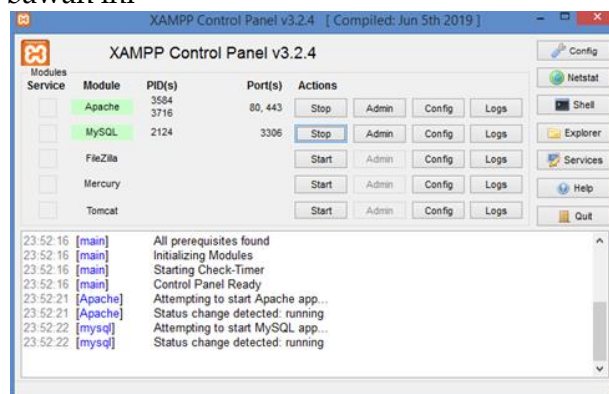 bawah ini
XAMPP Control Panel v3.2.4 [ Compiled: Jun 5th 2019 ]
XAMPP Control Panel v3.2.4
Config
Modules
Service Module PID(s) Port(s) Actions
Netstat
Apache 3584 3716 80, 443 Stop Admin Config Logs
Shell
MySQL 2124 3306 Stop Admin Config Logs
Explorer
FileZilla Start Admin Config Logs
Services
Mercury Start Admin Config Logs
Help
Tomcat Start Admin Config Logs
Quit
23:52:16 [main] All prerequisites found
23:52:16 [main] Initializing Modules
23:52:16 [main] Starting Check-Timer
23:52:16 [main] Control Panel Ready
23:52:21 [Apache] Attempting to start Apache app...
23:52:21 [Apache] Status change detected: running
23:52:22 [mysql] Attempting to start MySQL app...
23:52:22 [mysql] Status change detected: running